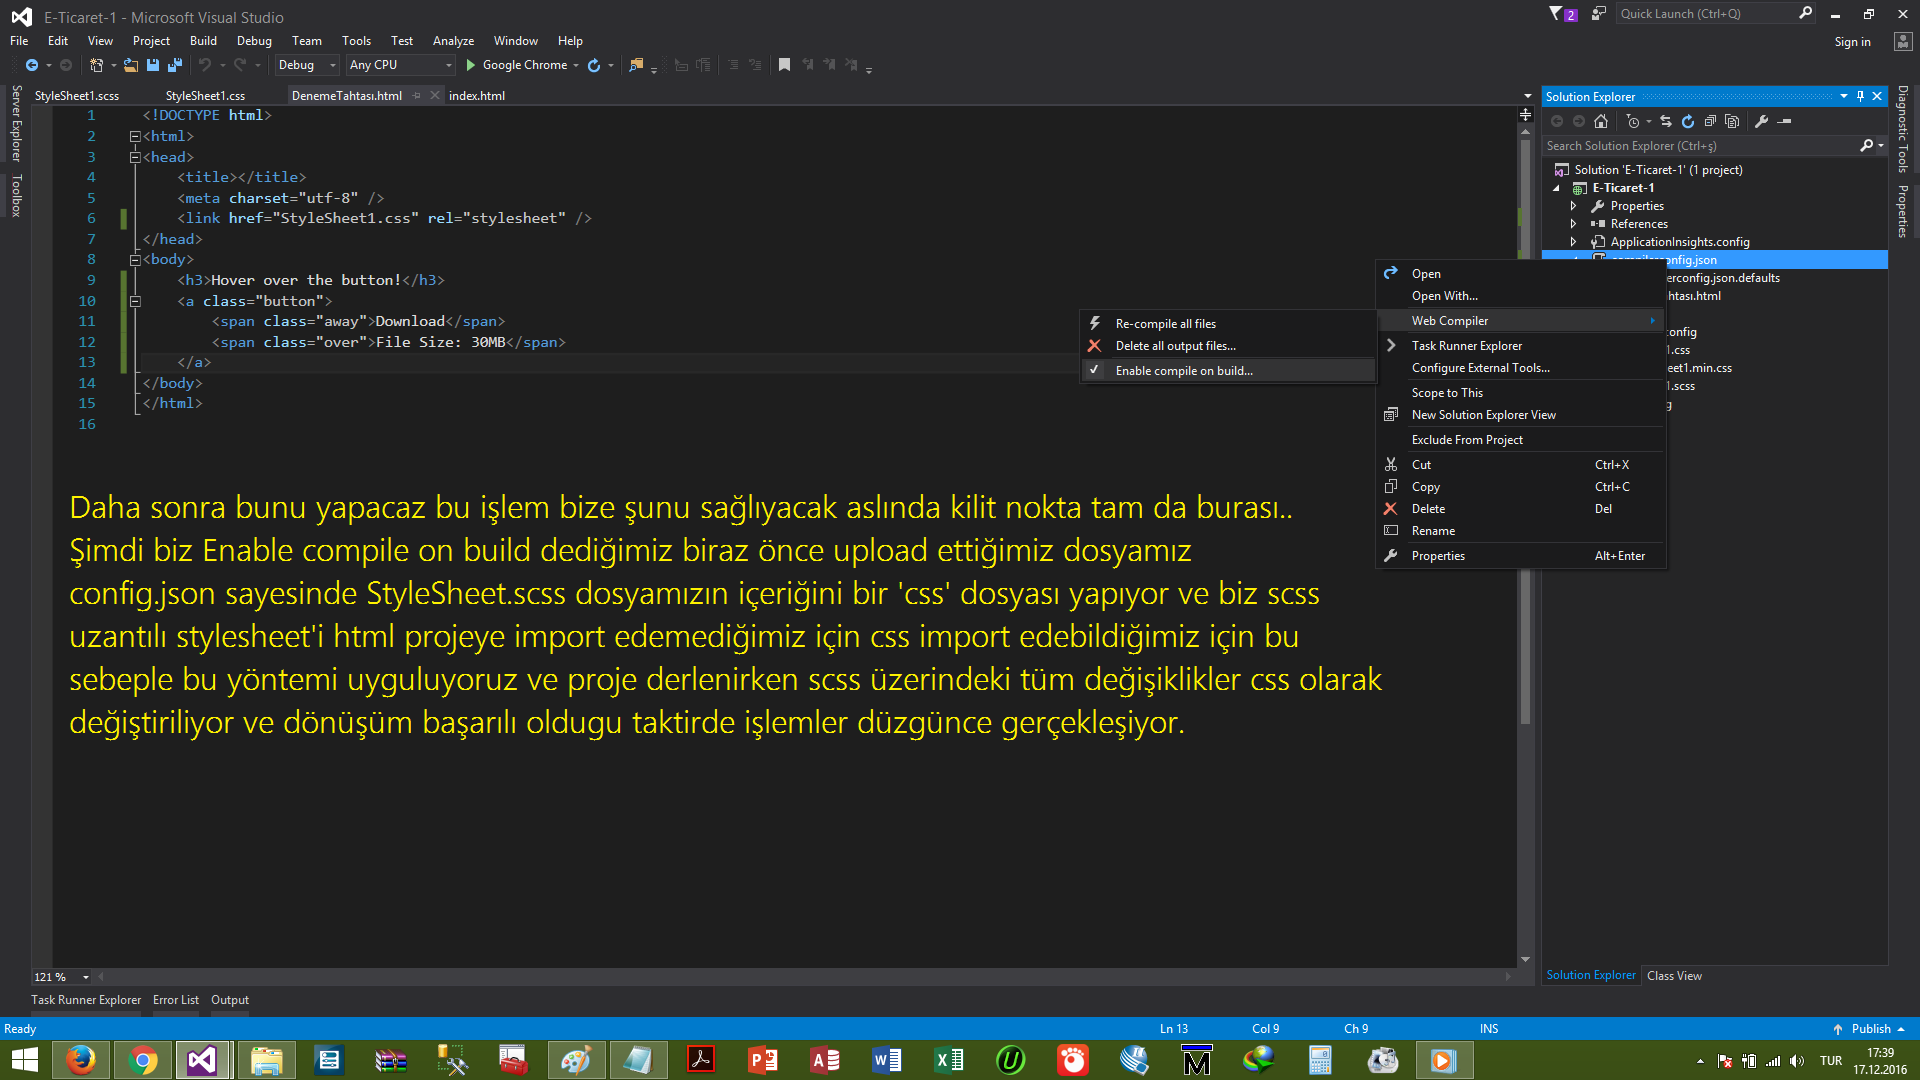 E-Ticaret-1 - Microsoft Visual Studio
2
Quick Launch (Ctrl+Q)
File Edit View Project Build Debug Team Tools Test Analyze Window Help
Sign in
Debug Any CPU Google Chrome
Server Explorer
Toolbox
StyleSheet1.scss StyleSheet1.css DenemeTahtası.html index.html
1 <!DOCTYPE html>
2 <html>
3 <head>
4 <title></title>
5 <meta charset="utf-8" />
6 <link href="StyleSheet1.css" rel="stylesheet" />
7 </head>
8 <body>
9 <h3>Hover over the button!</h3>
10 <a class="button">
11 <span class="away">Download</span>
12 <span class="over">File Size: 30MB</span>
13 </a>
14 </body>
15 </html>
16
Re-compile all files
Delete all output files...
Enable compile on build...
Open
Open With...
Web Compiler
Task Runner Explorer
Configure External Tools...
Scope to This
New Solution Explorer View
Exclude From Project
Cut Ctrl+X
Copy Ctrl+C
Delete Del
Rename
Properties Alt+Enter
Daha sonra bunu yapacaz bu işlem bize şunu sağlıyacak aslında kilit nokta tam da burası..
Şimdi biz Enable compile on build dediğimiz biraz önce upload ettiğimiz dosyamız
config.json sayesinde StyleSheet.scss dosyamızın içeriğini bir 'css' dosyası yapıyor ve biz scss
uzantılı stylesheet'i html projeye import edemediğimiz için css import edebildiğimiz için bu
sebeple bu yöntemi uyguluyoruz ve proje derlenirken scss üzerindeki tüm değişiklikler css olarak
değiştiriliyor ve dönüşüm başarılı oldugu taktirde işlemler düzgünce gerçekleşiyor.
Solution Explorer
Search Solution Explorer (Ctrl+ş)
Solution 'E-Ticaret-1' (1 project)
E-Ticaret-1
Properties
References
ApplicationInsights.config
config.json
erconfig.json.defaults
htası.html
nfig
1.css
eet1.min.css
1.scss
g
Diagnostic Tools
Properties
121 %
Solution Explorer Class View
Task Runner Explorer Error List Output
Ready Ln 13 Col 9 Ch 9 INS Publish
TUR
17:39
17.12.2016